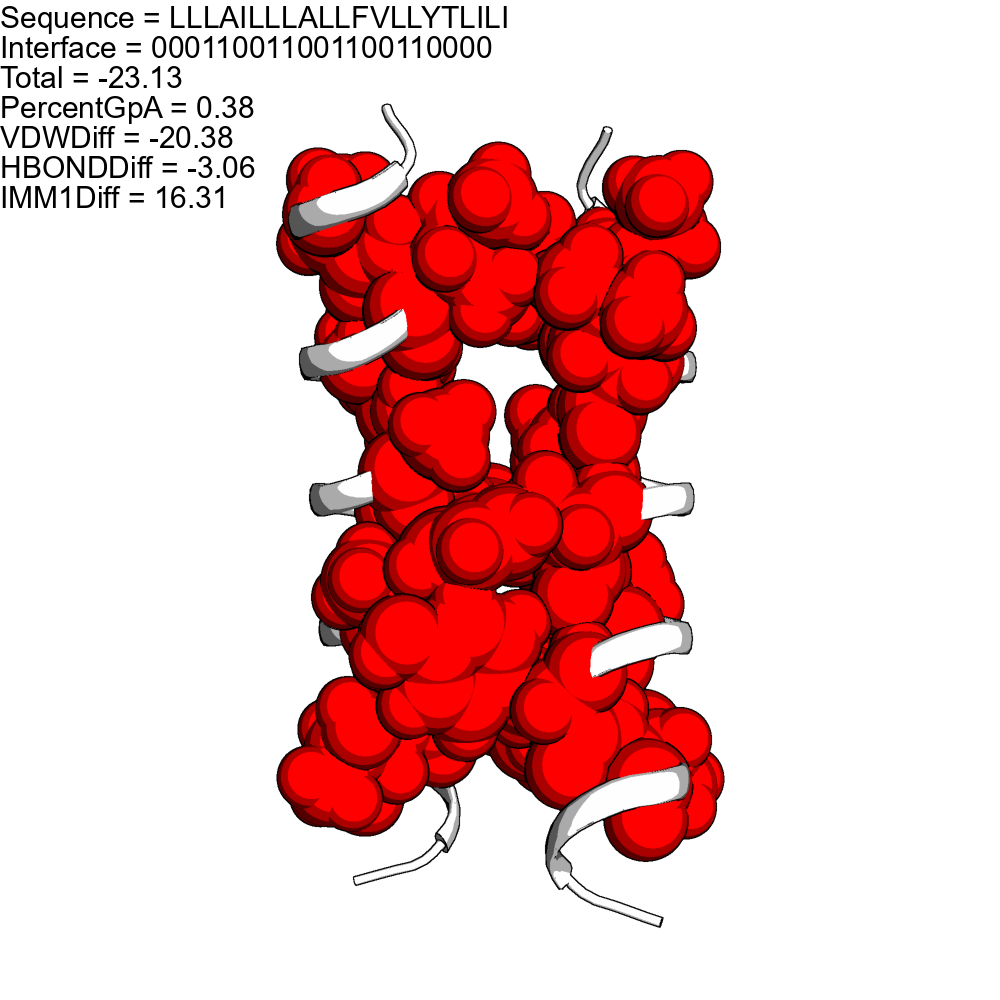 Sequence = LLLAILLLALLFVLLYTLILI
Interface = 000110011001100110000
Total = -23.13
PercentGpA = 0.38
VDWDiff = -20.38
HBONDDiff = -3.06
IMM1Diff = 16.31